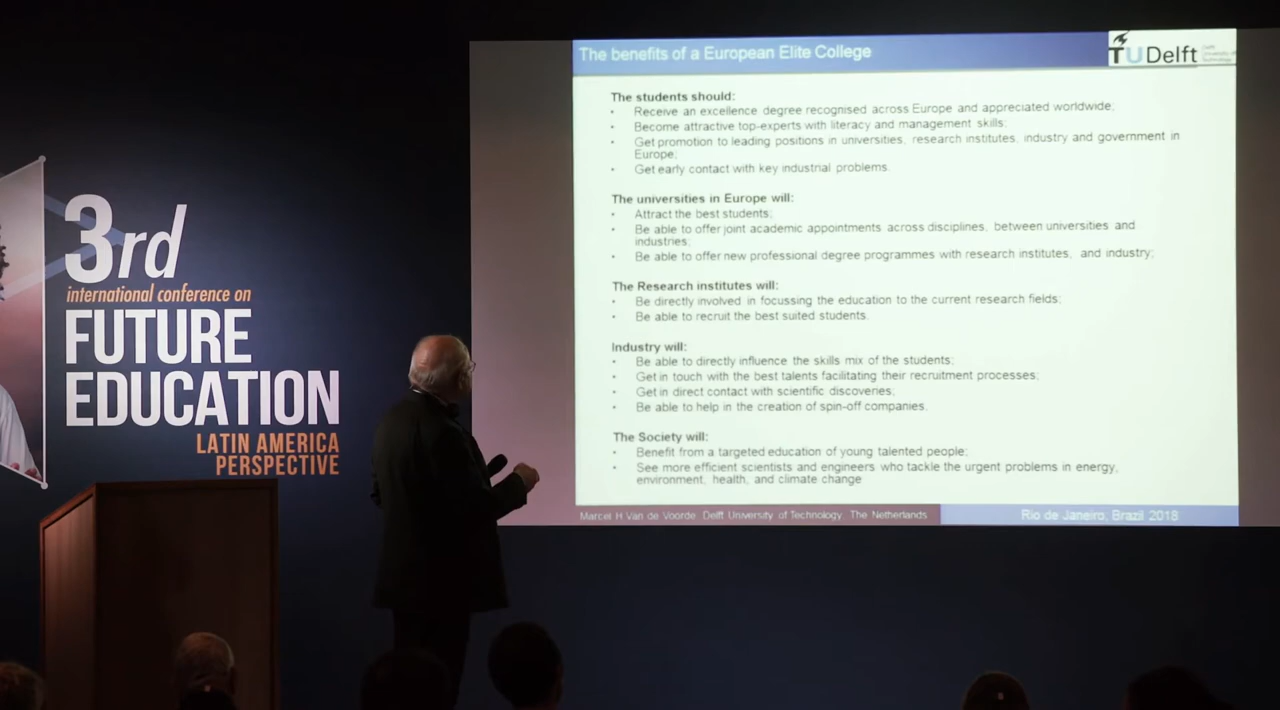 3rd
international conference on
FUTURE
EDUCATION
LATIN AMERICA
PERSPECTIVE
The benefits of a European Elite College
TU Delft
The students should:
• Receive an excellence degree recognised across Europe and appreciated worldwide;
• Become attractive top-experts with literacy and management skills;
• Get promotion to leading positions in universities, research institutes, industry and government in
Europe;
• Get early contact with key industrial problems.
The universities in Europe will:
• Attract the best students;
• Be able to offer joint academic appointments across disciplines, between universities and
industries;
• Be able to offer new professional degree programmes with research institutes, and industry;
The Research institutes will:
• Be directly involved in focussing the education to the current research fields;
• Be able to recruit the best suited students.
Industry will:
• Be able to directly influence the skills mix of the students;
• Get in touch with the best talents facilitating their recruitment processes;
• Get in direct contact with scientific discoveries;
• Be able to help in the creation of spin-off companies.
The Society will:
• Benefit from a targeted education of young talented people;
• See more efficient scientists and engineers who tackle the urgent problems in energy,
environment, health, and climate change
Marcel H Van de Voorde, Delft University of Technology, The Netherlands
Rio de Janeiro, Brazil 2018